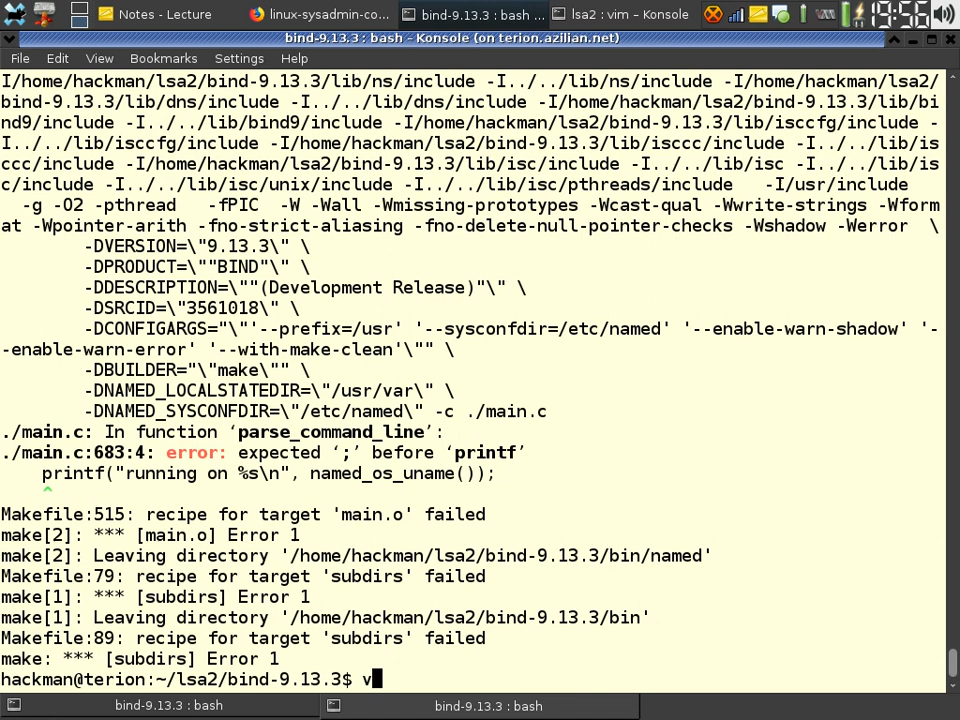 Notes - Lecture
linux-sysadmin-co...
bind-9.13.3 : bash ...
lsa2 : vim – Konsole
19:56
bind-9.13.3 : bash – Konsole (on terion.azilian.net)
File Edit View Bookmarks Settings Help
I/home/hackman/lsa2/bind-9.13.3/lib/ns/include -I../../lib/ns/include -I/home/hackman/lsa2/
bind-9.13.3/lib/dns/include -I../../lib/dns/include -I/home/hackman/lsa2/bind-9.13.3/lib/bi
nd9/include -I../../lib/bind9/include -I/home/hackman/lsa2/bind-9.13.3/lib/isccfg/include -
I../../lib/isccfg/include -I/home/hackman/lsa2/bind-9.13.3/lib/isccc/include -I../../lib/is
ccc/include -I/home/hackman/lsa2/bind-9.13.3/lib/isc/include -I../../lib/isc -I../../lib/is
c/include -I../../lib/isc/unix/include -I../../lib/isc/pthreads/include   -I/usr/include
  -g -O2 -pthread   -fPIC  -W -Wall -Wmissing-prototypes -Wcast-qual -Wwrite-strings -Wform
at -Wpointer-arith -fno-strict-aliasing -fno-delete-null-pointer-checks -Wshadow -Werror  \
        -DVERSION=\"9.13.3\" \
        -DPRODUCT=\""BIND"\" \
        -DDESCRIPTION=\""(Development Release)"\" \
        -DSRCID=\"3561018\" \
        -DCONFIGARGS="\"'--prefix=/usr' '--sysconfdir=/etc/named' '--enable-warn-shadow' '-
-enable-warn-error' '--with-make-clean'\"" \
        -DBUILDER="\"make\"" \
        -DNAMED_LOCALSTATEDIR=\"/usr/var\" \
        -DNAMED_SYSCONFDIR=\"/etc/named\" -c ./main.c
./main.c: In function ‘parse_command_line’:
./main.c:683:4: error: expected ‘;’ before ‘printf’
    printf("running on %s\n", named_os_uname());
    ^
Makefile:515: recipe for target 'main.o' failed
make[2]: *** [main.o] Error 1
make[2]: Leaving directory '/home/hackman/lsa2/bind-9.13.3/bin/named'
Makefile:79: recipe for target 'subdirs' failed
make[1]: *** [subdirs] Error 1
make[1]: Leaving directory '/home/hackman/lsa2/bind-9.13.3/bin'
Makefile:89: recipe for target 'subdirs' failed
make: *** [subdirs] Error 1
hackman@terion:~/lsa2/bind-9.13.3$ v
bind-9.13.3 : bash
bind-9.13.3 : bash